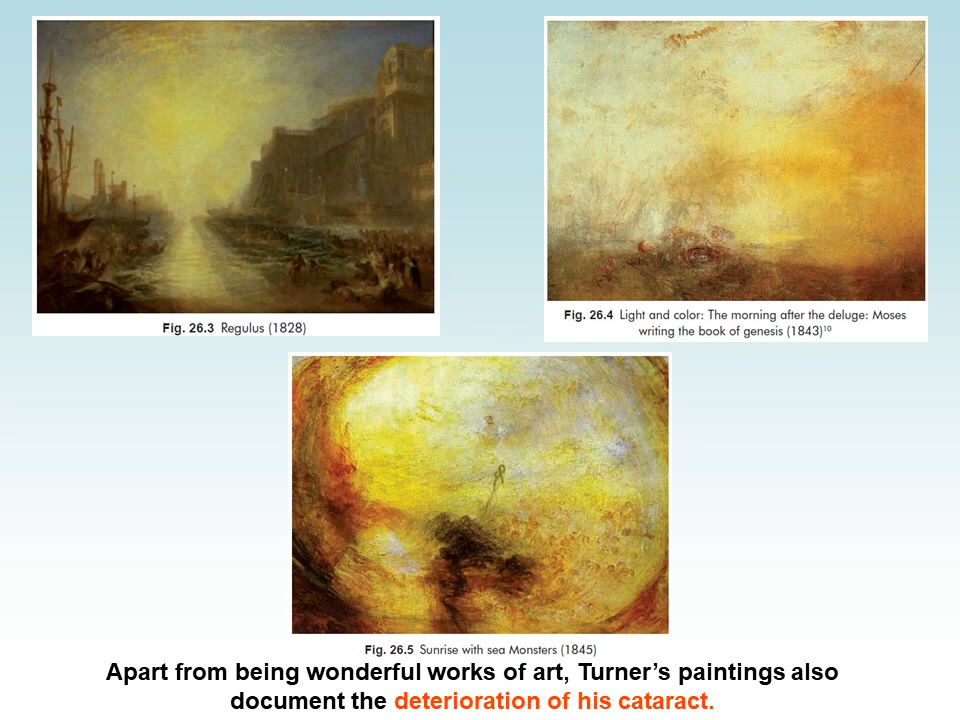 Fig. 26.3 Regulus (1828)
Fig. 26.4 Light and color: The morning after the deluge: Moses
writing the book of genesis (1843)¹⁰
Fig. 26.5 Sunrise with sea Monsters (1845)
Apart from being wonderful works of art, Turner’s paintings also
document the deterioration of his cataract.